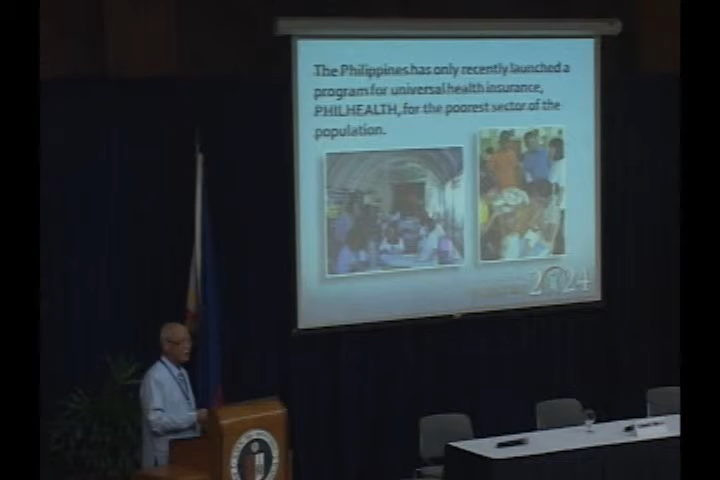 The Philippines has only recently launched a
program for universal health insurance,
PHILHEALTH, for the poorest sector of the
population.
2024